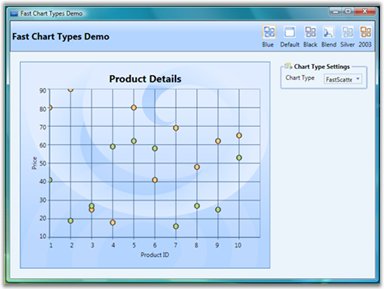 Fast Chart Types Demo
Fast Chart Types Demo
Blue Default Black Blend Silver 2003
Chart Type Settings
Chart Type FastScatte
Product Details
Price
90
80
70
60
50
40
30
20
10
1 2 3 4 5 6 7 8 9 10
Product ID